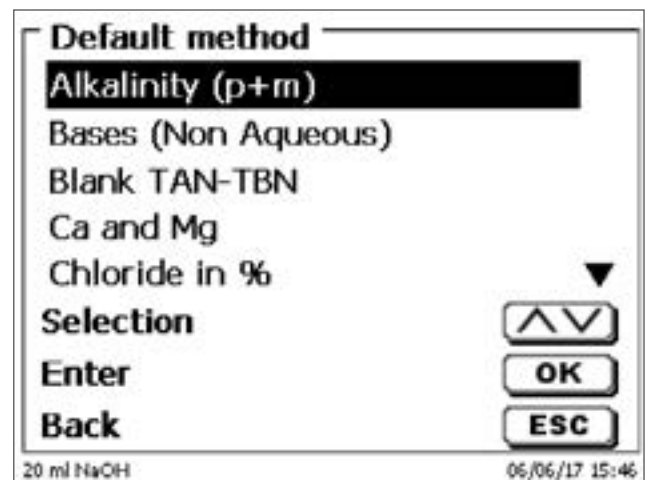 Default method
Alkalinity (p+m)
Bases (Non Aqueous)
Blank TAN-TBN
Ca and Mg
Chloride in %
Selection
Enter OK
Back ESC
20 ml NaOH 06/06/17 15:46